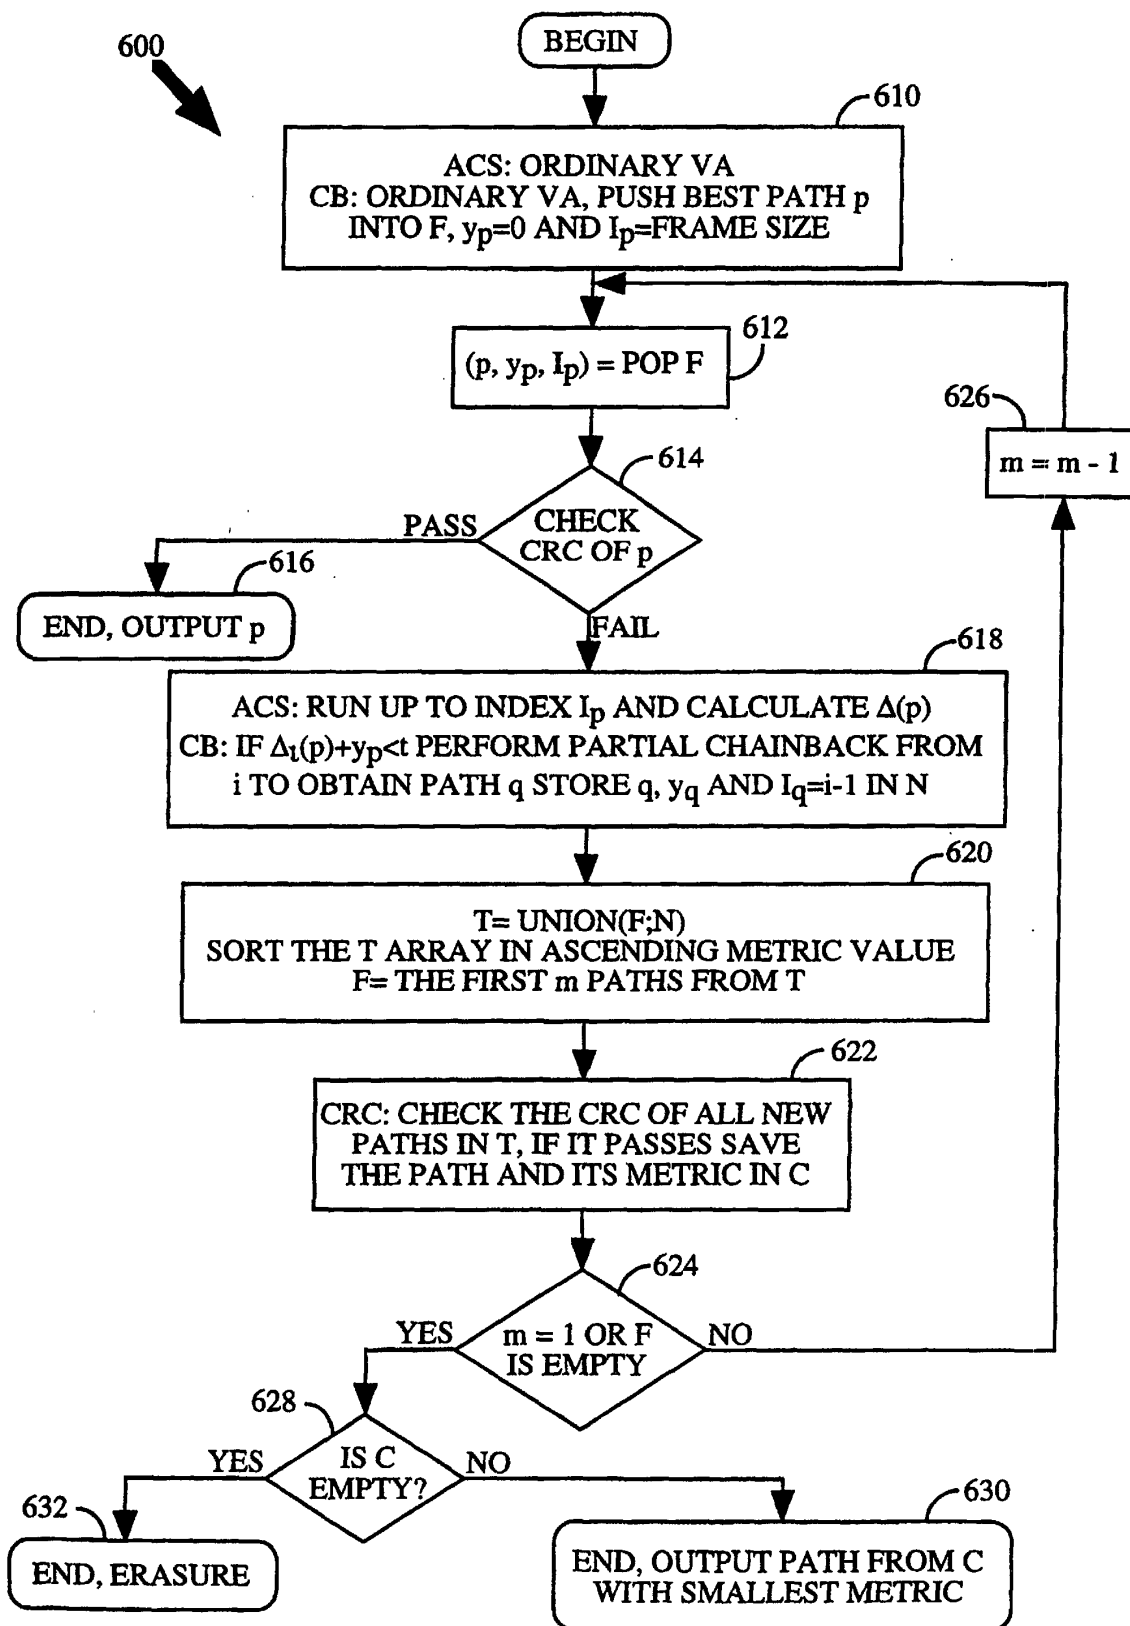 600
BEGIN
610
ACS: ORDINARY VA
CB: ORDINARY VA, PUSH BEST PATH p
INTO F, yp=0 AND Ip=FRAME SIZE
612
(p, yp, Ip) = POP F
626
m = m - 1
614
PASS
CHECK
CRC OF p
616
END, OUTPUT p
FAIL
618
ACS: RUN UP TO INDEX Ip AND CALCULATE Δ(p)
CB: IF Δι(p)+yp<t PERFORM PARTIAL CHAINBACK FROM
i TO OBTAIN PATH q STORE q, yq AND Iq=i-1 IN N
620
T= UNION(F;N)
SORT THE T ARRAY IN ASCENDING METRIC VALUE
F= THE FIRST m PATHS FROM T
622
CRC: CHECK THE CRC OF ALL NEW
PATHS IN T, IF IT PASSES SAVE
THE PATH AND ITS METRIC IN C
624
YES
m = 1 OR F
IS EMPTY
NO
628
YES
IS C
EMPTY?
NO
632
END, ERASURE
630
END, OUTPUT PATH FROM C
WITH SMALLEST METRIC